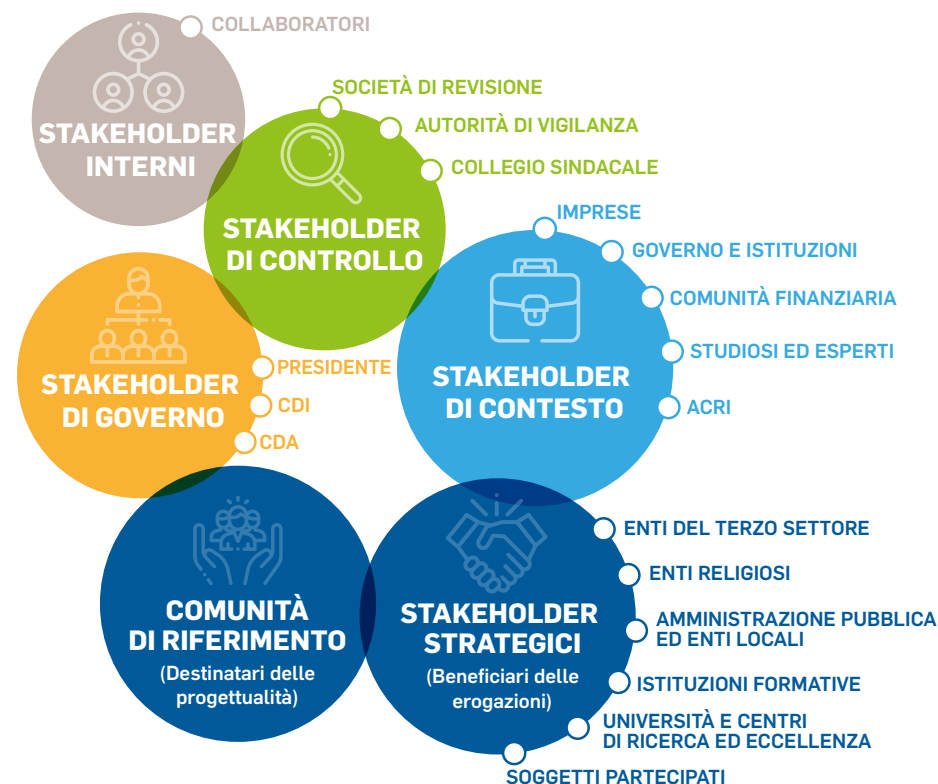 COLLABORATORI
STAKEHOLDER
INTERNI
SOCIETÀ DI REVISIONE
AUTORITÀ DI VIGILANZA
COLLEGIO SINDACALE
STAKEHOLDER
DI CONTROLLO
IMPRESE
GOVERNO E ISTITUZIONI
COMUNITÀ FINANZIARIA
STUDIOSI ED ESPERTI
ACRI
STAKEHOLDER
DI CONTESTO
STAKEHOLDER
DI GOVERNO
PRESIDENTE
CDI
CDA
COMUNITÀ
DI RIFERIMENTO
(Destinatari delle
progettualità)
STAKEHOLDER
STRATEGICI
(Beneficiari delle
erogazioni)
ENTI DEL TERZO SETTORE
ENTI RELIGIOSI
AMMINISTRAZIONE PUBBLICA
ED ENTI LOCALI
ISTITUZIONI FORMATIVE
UNIVERSITÀ E CENTRI
DI RICERCA ED ECCELLENZA
SOGGETTI PARTECIPATI